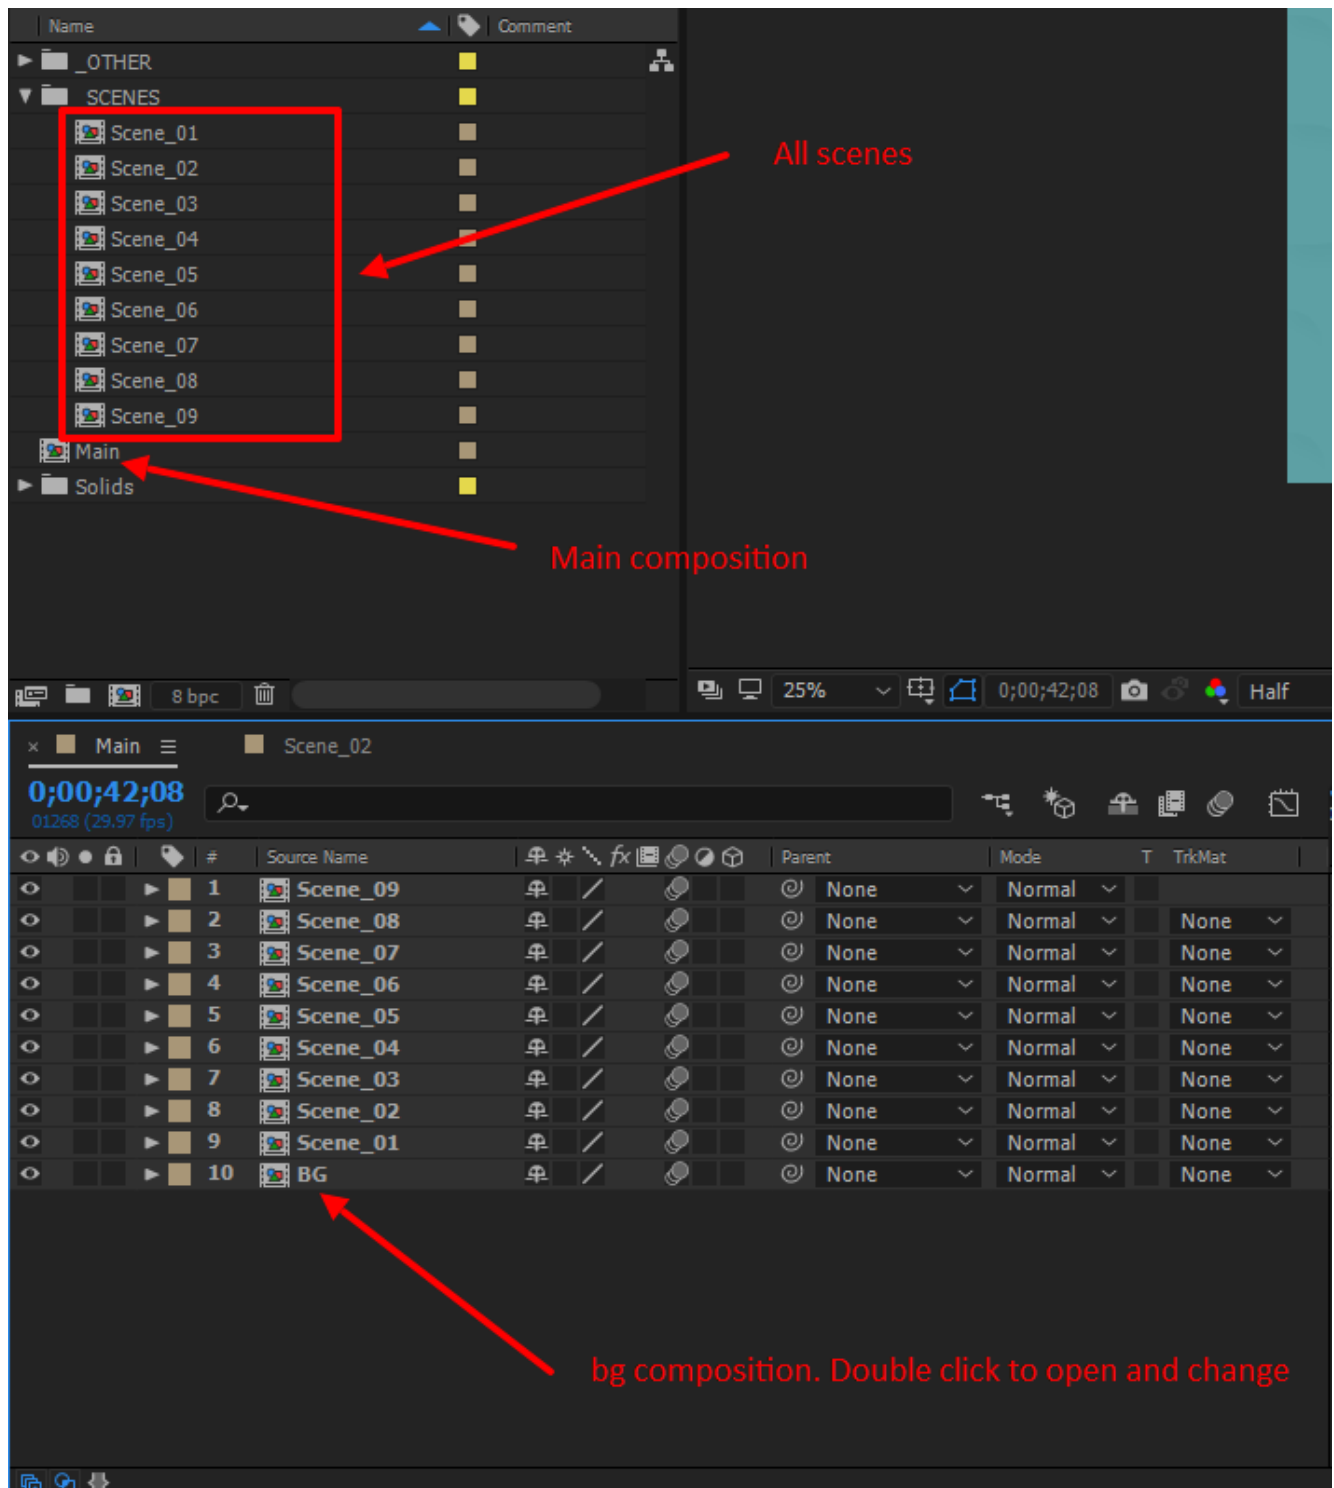 Name Comment
_OTHER
SCENES
Scene_01
All scenes
Scene_02
Scene_03
Scene_04
Scene_05
Scene_06
Scene_07
Scene_08
Scene_09
Main
Solids
Main composition
8 bpc 25% 0;00;42;08 Half
Main Scene_02
0;00;42;08
01268 (29.97 fps)
# Source Name fx Parent Mode T TrkMat
1 Scene_09 None Normal
2 Scene_08 None Normal None
3 Scene_07 None Normal None
4 Scene_06 None Normal None
5 Scene_05 None Normal None
6 Scene_04 None Normal None
7 Scene_03 None Normal None
8 Scene_02 None Normal None
9 Scene_01 None Normal None
10 BG None Normal None
bg composition. Double click to open and change